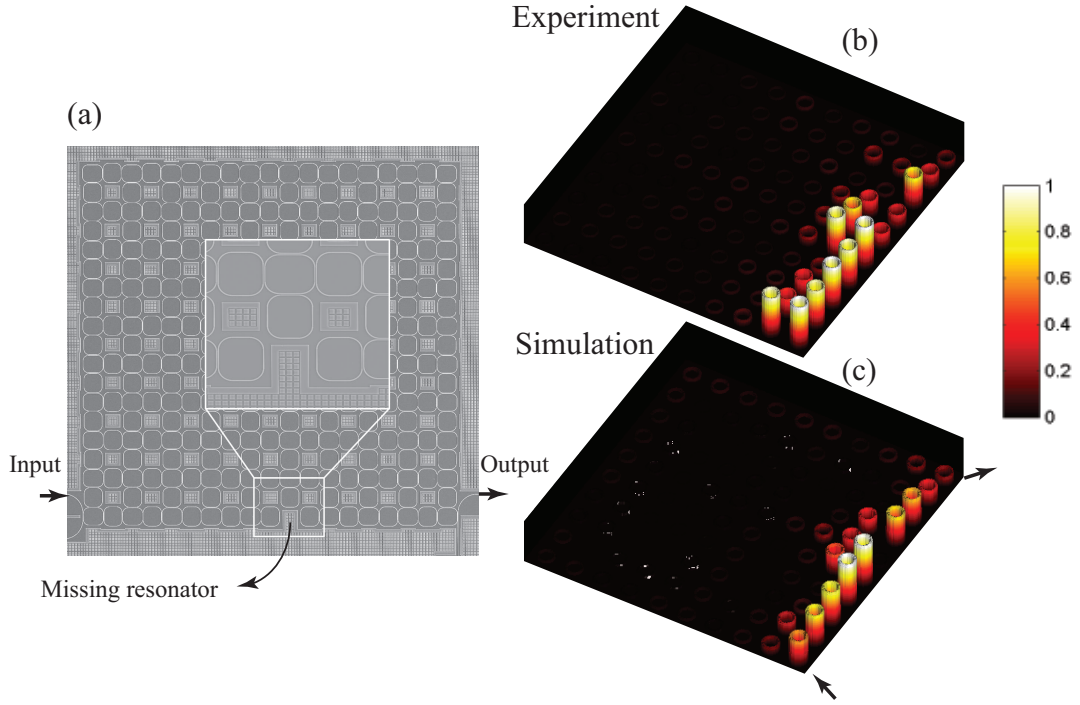 Experiment
(b)
(a)
1
0.8
0.6
0.4
0.2
0
Simulation
(c)
Input
Output
Missing resonator